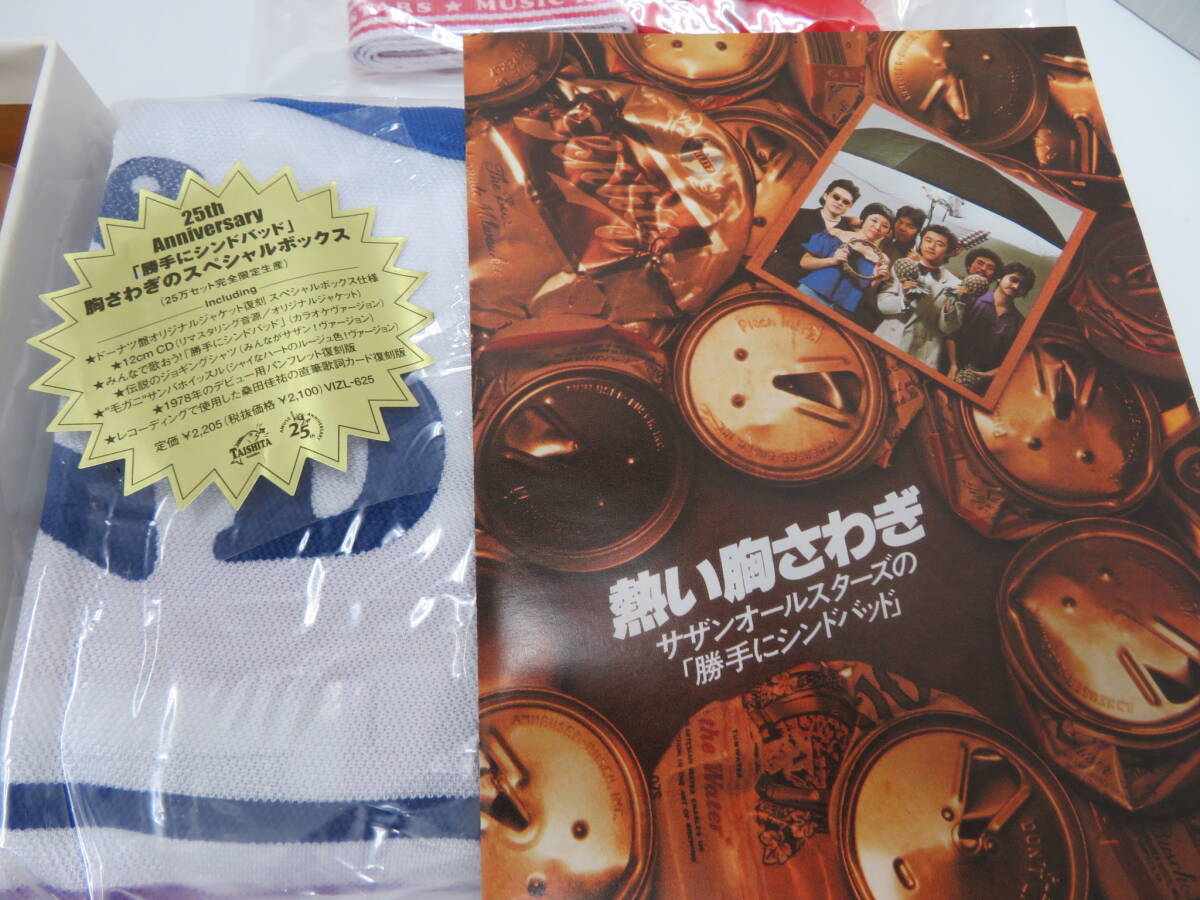 ARS ★ MUSIC
25th
Anniversary
「勝手にシンドバッド」
胸さわぎのスペシャルボックス
(25万セット完全限定生産)
Including
★ドーナツ盤オリジナルジャケット復刻 スペシャルボックス仕様
★12cm CD(リマスタリング音源/オリジナルジャケット)
★みんなで歌おう!「勝手にシンドバッド」(カラオケヴァージョン)
★伝説のジョギングシャツ(みんながサザン!ヴァージョン)
★"毛ガニ"サンバホイッスル(シャイなハートのルージュ色!ヴァージョン)
★1978年のデビュー用パンフレット復刻版
★レコーディングで使用した桑田佳祐の直筆歌詞カード復刻版
定価 ¥2,205(税抜価格 ¥2,100) VIZL-625
TAISHITA
25
熱い胸さわぎ
サザンオールスターズの
「勝手にシンドバッド」
the Water